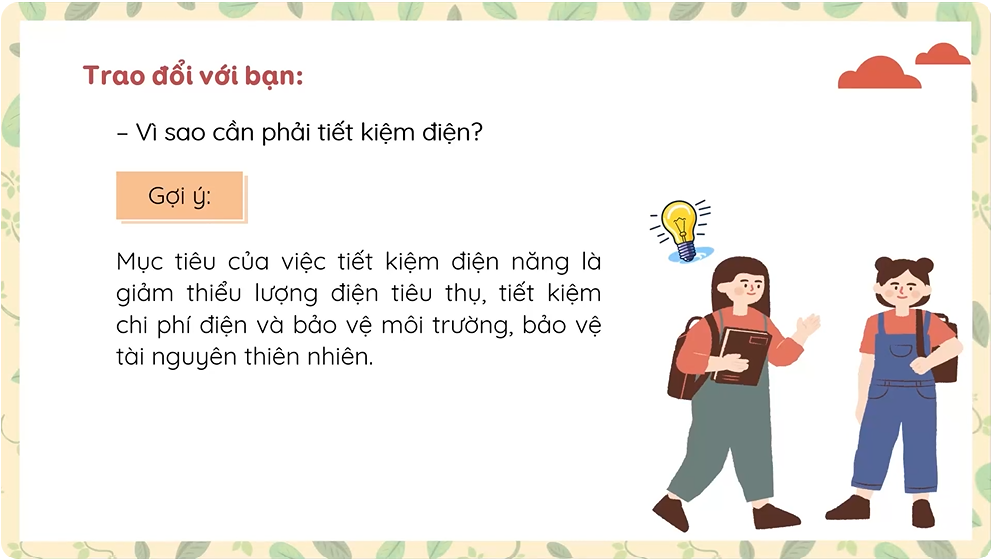 Trao đổi với bạn:
– Vì sao cần phải tiết kiệm điện?
Gợi ý:
Mục tiêu của việc tiết kiệm điện năng là
giảm thiểu lượng điện tiêu thụ, tiết kiệm
chi phí điện và bảo vệ môi trường, bảo vệ
tài nguyên thiên nhiên.